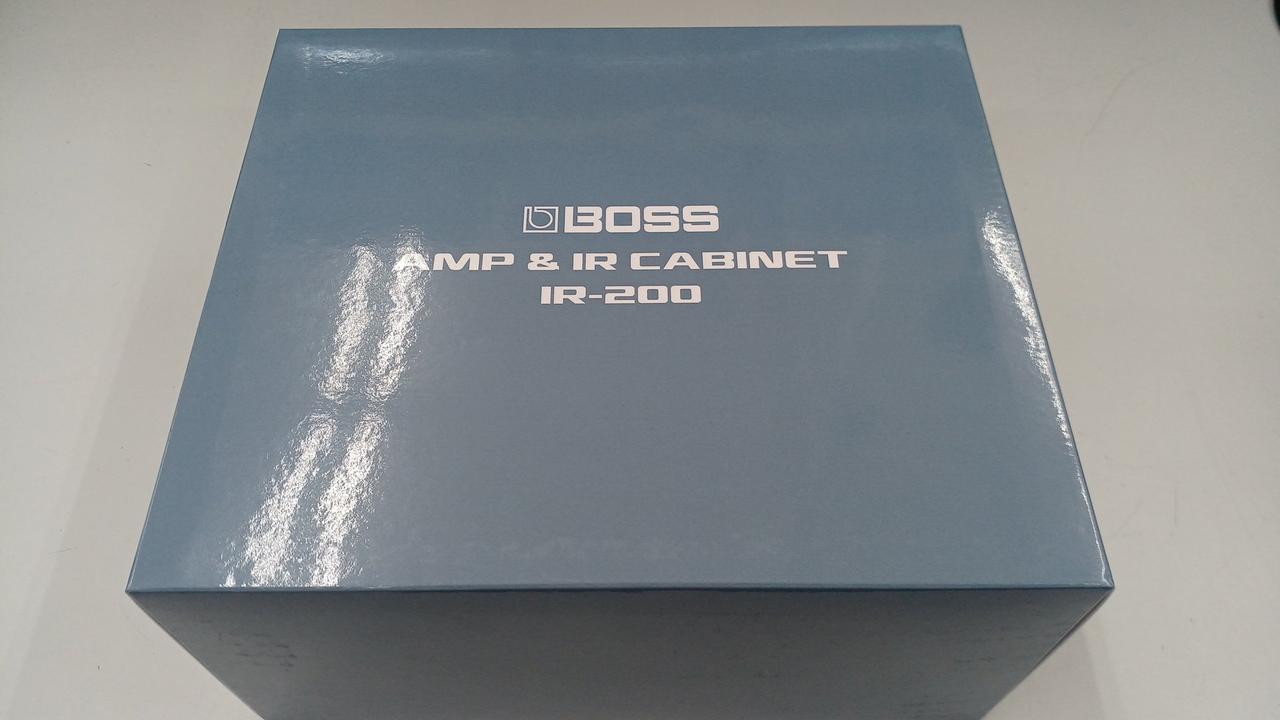 BOSS
AMP & IR CABINET
IR-200